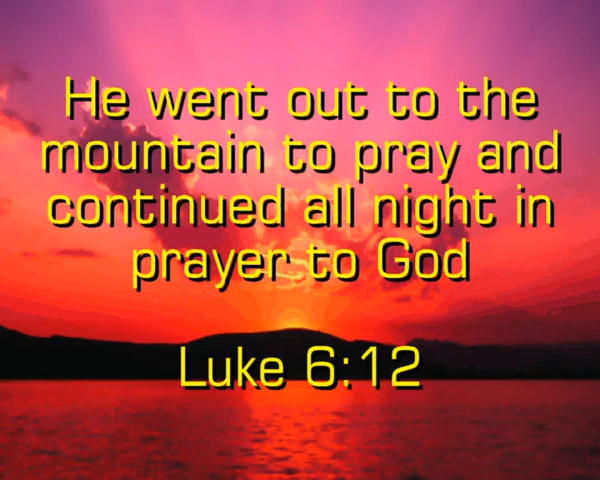 He went out to the
mountain to pray and
continued all night in
prayer to God
Luke 6:12